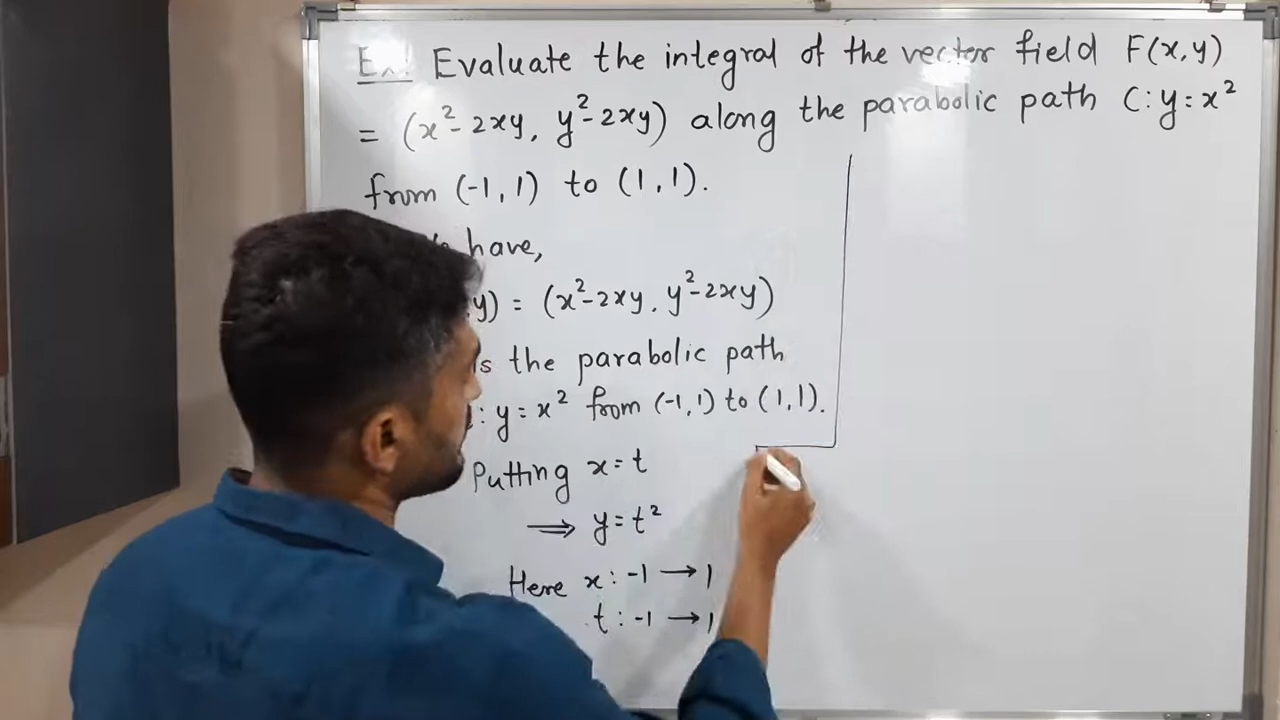 Ex: Evaluate the integral of the vector field F(x,y)
= (x²-2xy, y²-2xy) along the parabolic path C:y=x²
from (-1,1) to (1,1).
have,
y) = (x²-2xy, y²-2xy)
the parabolic path
: y=x² from (-1,1) to (1,1).
Putting x=t
⟹ y=t²
Here x: -1 → 1
t: -1 → 1